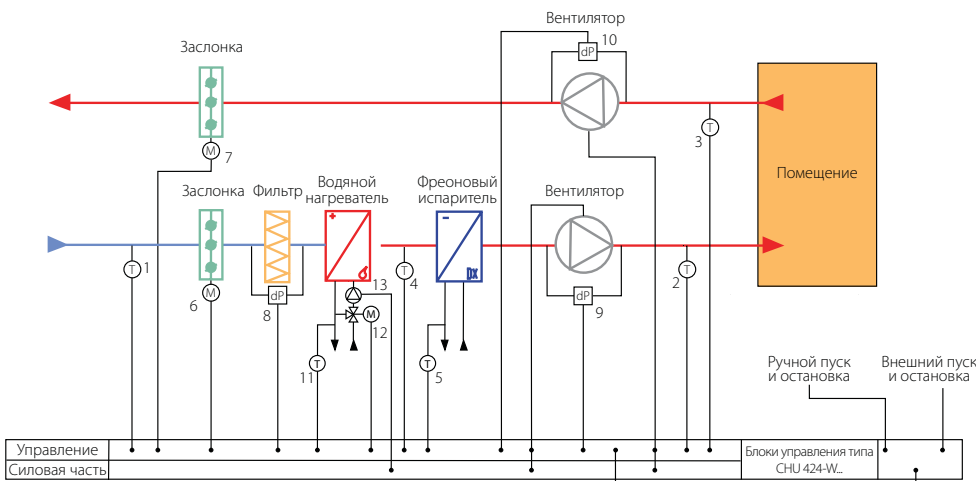 Вентилятор
10
dP
Заслонка
T
3
M
7
Помещение
Заслонка
Фильтр
Водяной
нагреватель
Фреоновый
испаритель
Вентилятор
+
-
DX
T
1
M
6
dP
8
13
M
12
T
4
T
11
T
5
dP
9
T
2
Ручной пуск
и остановка
Внешний пуск
и остановка
Управление
Силовая часть
Блоки управления типа
CHU 424-W...